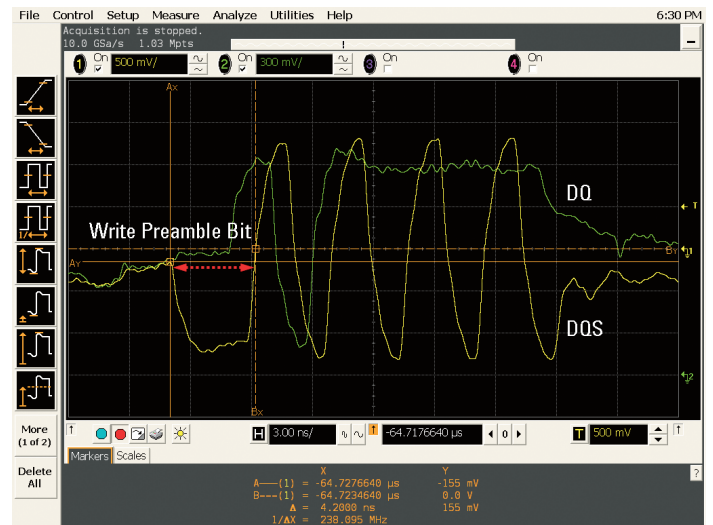 File Control Setup Measure Analyze Utilities Help 6:30 PM
Acquisition is stopped.
10.0 GSa/s 1.03 Mpts
1 On 500 mV/ 2 On 300 mV/ 3 On 4 On
Ax
DQ
T
Write Preamble Bit
1
By
Ay
1/
DQS
2
Bx
More
(1 of 2)
H 3.00 ns/ -64.7176640 µs 0 T 500 mV
Markers Scales
Delete
All
?
X Y
A——(1) = -64.7276640 µs -155 mV
B---(1) = -64.7234640 µs 0.0 V
Δ = 4.2000 ns 155 mV
1/ΔX = 238.095 MHz